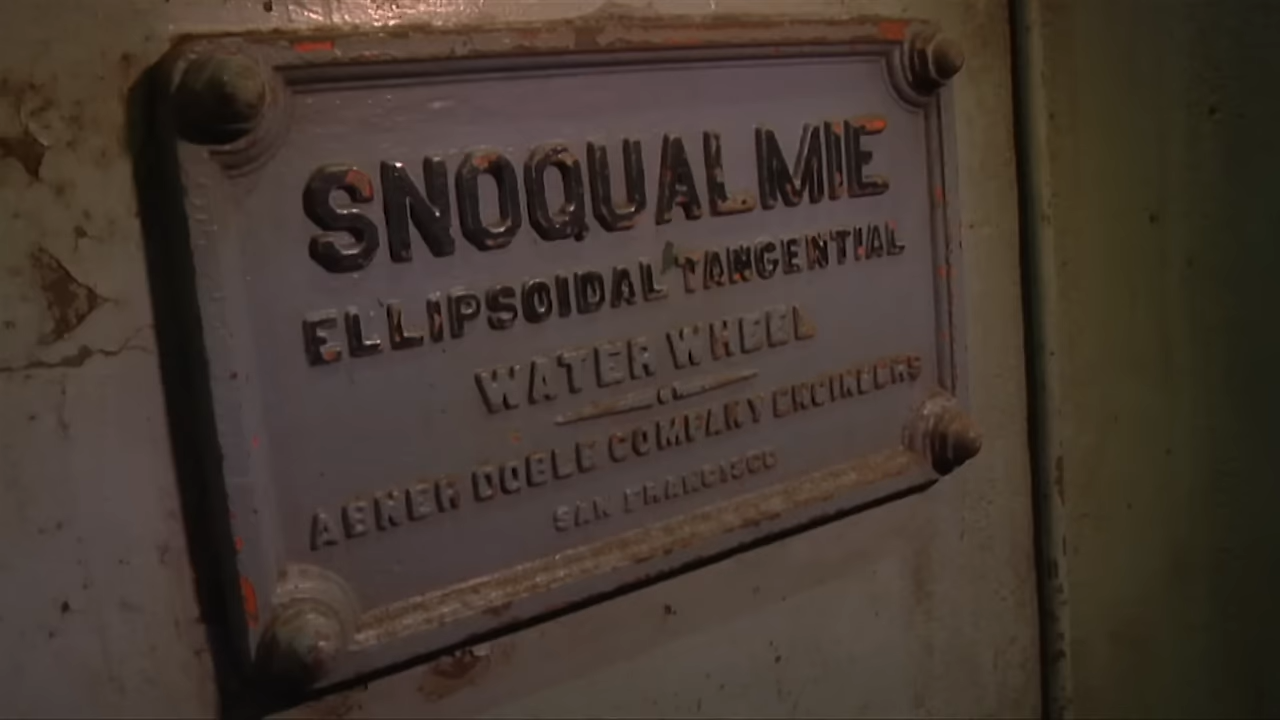 SNOQUALMIE
ELLIPSOIDAL TANGENTIAL
WATER WHEEL
ABNER DOBLE COMPANY ENGINEERS
SAN FRANCISCO